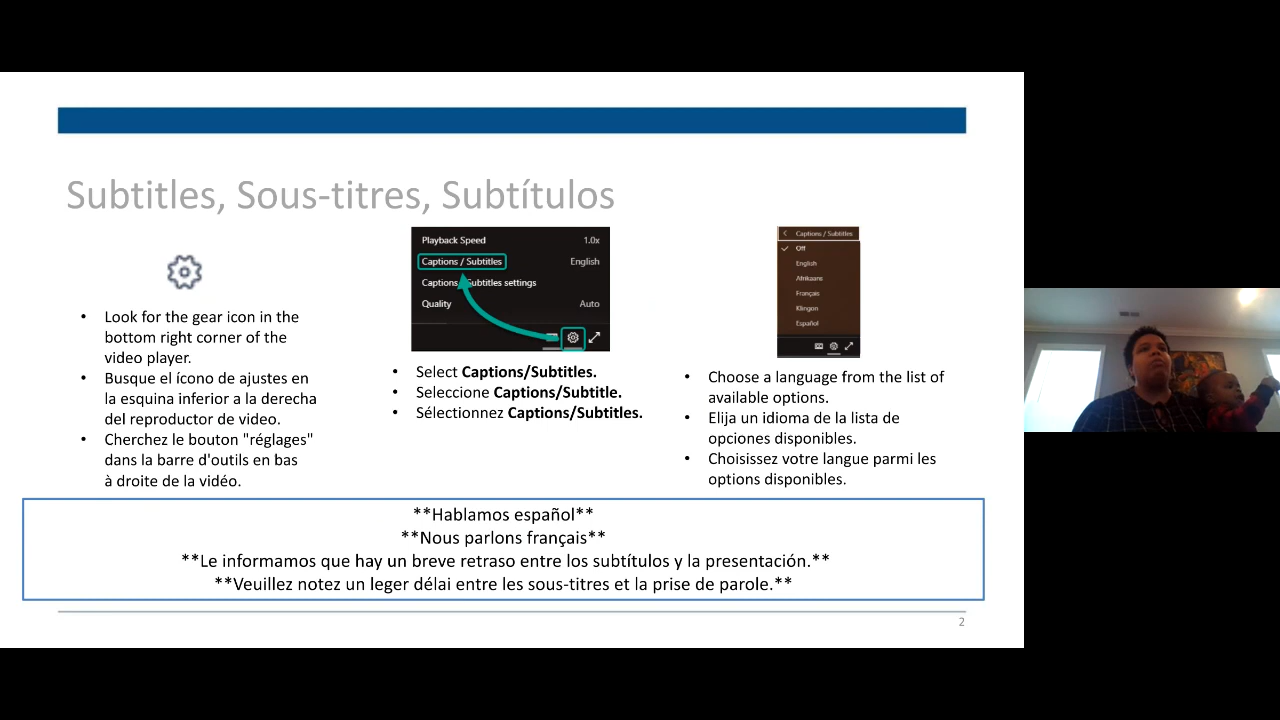 Subtitles, Sous-titres, Subtítulos
• Look for the gear icon in the
bottom right corner of the
video player.
• Busque el ícono de ajustes en
la esquina inferior a la derecha
del reproductor de video.
• Cherchez le bouton "réglages"
dans la barre d'outils en bas
à droite de la vidéo.
Playback Speed 1.0x
Captions / Subtitles English
Captions Subtitles settings
Quality Auto
• Select Captions/Subtitles.
• Seleccione Captions/Subtitle.
• Sélectionnez Captions/Subtitles.
Captions / Subtitles
Off
English
Afrikaans
Français
Klingon
Español
• Choose a language from the list of
available options.
• Elija un idioma de la lista de
opciones disponibles.
• Choisissez votre langue parmi les
options disponibles.
**Hablamos español**
**Nous parlons français**
**Le informamos que hay un breve retraso entre los subtítulos y la presentación.**
**Veuillez notez un leger délai entre les sous-titres et la prise de parole.**
2